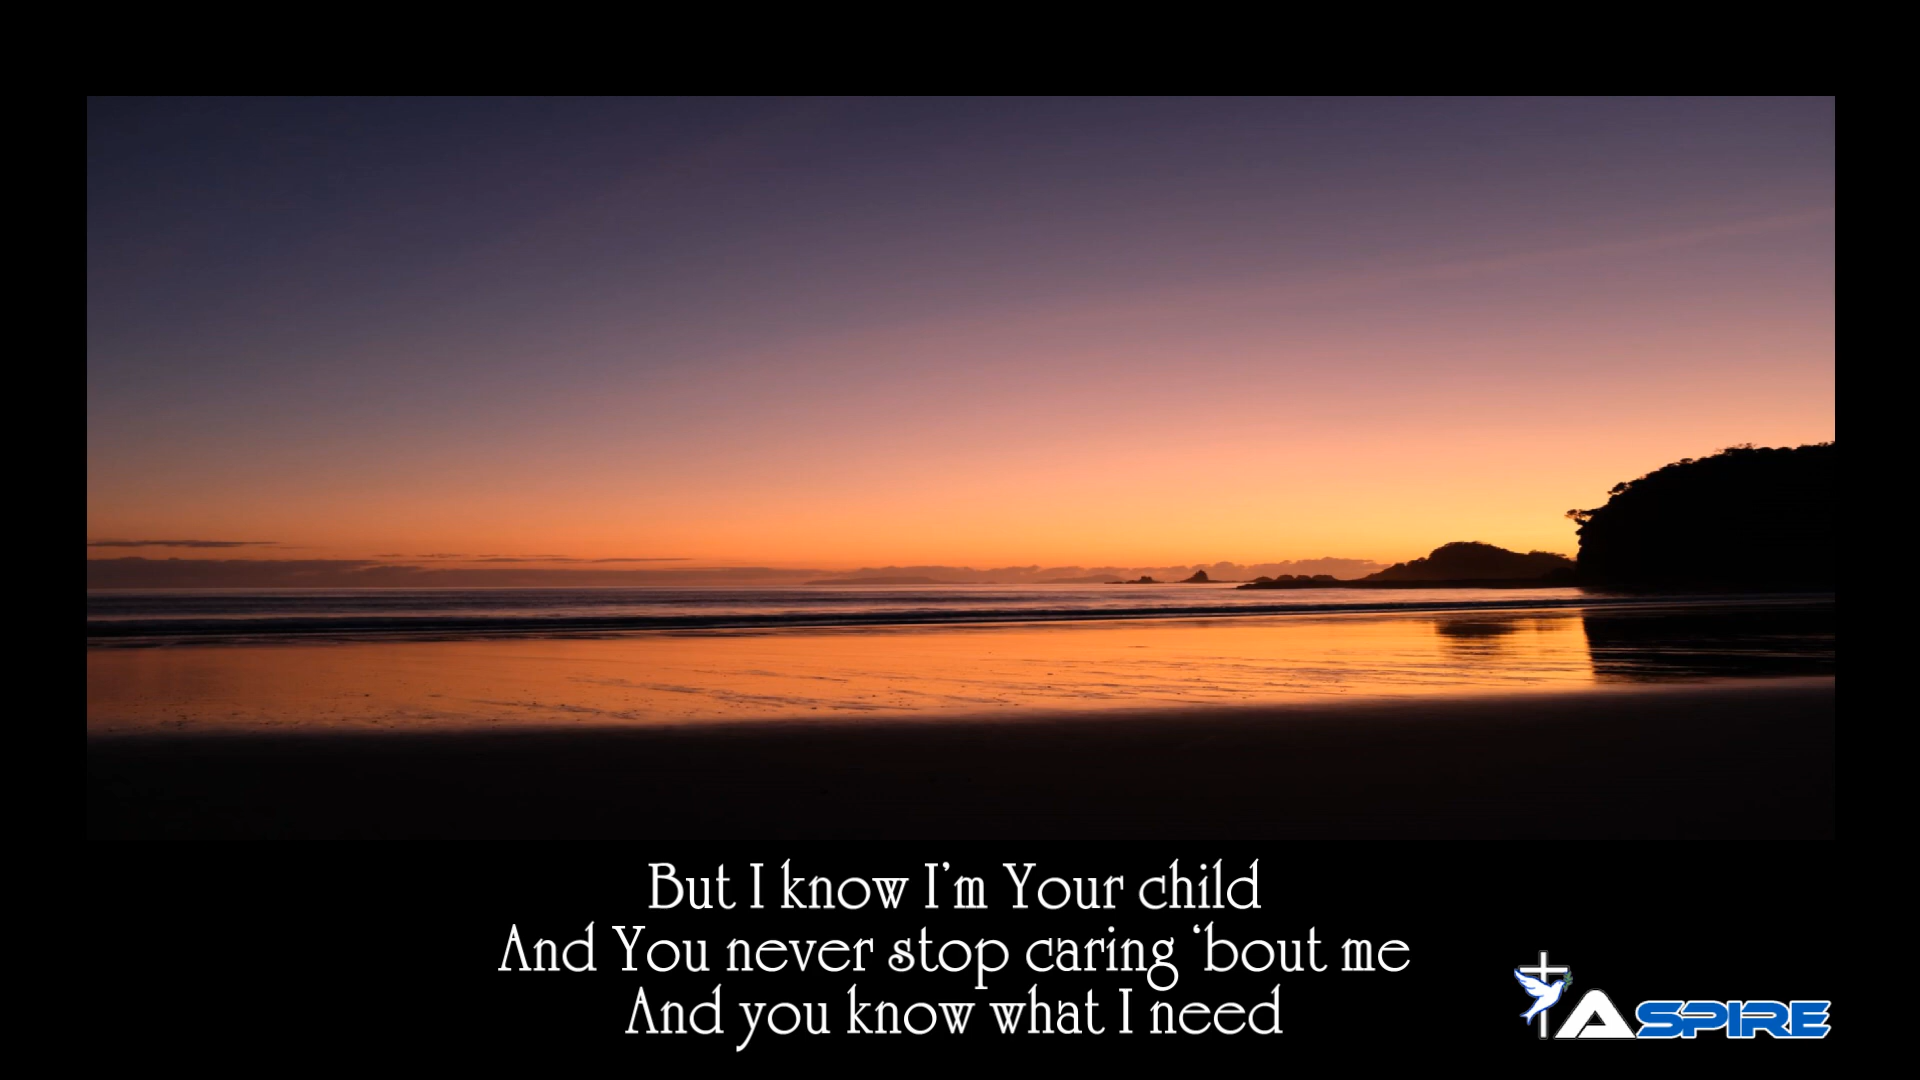 But I know I'm Your child
And You never stop caring ‘bout me
And you know what I need
ASPIRE